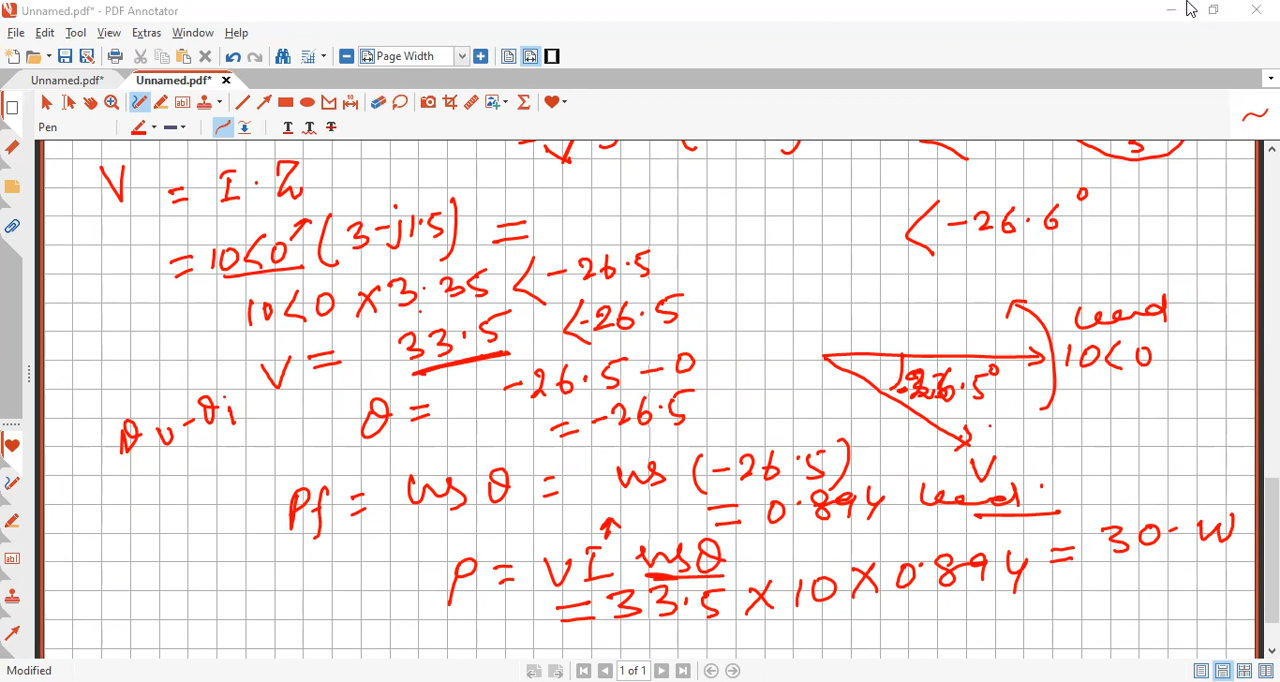 Unnamed.pdf* - PDF Annotator
File Edit Tool View Extras Window Help
Page Width
Unnamed.pdf* Unnamed.pdf*
Pen
V = I · Z
= 10<0 (3-j1.5) =
10<0 × 3.35 < -26.5
V = 33.5 <-26.5
θv-θi θ = -26.5 - 0
= -26.5
Pf = cos θ = cos (-26.5)
= 0.894 lead
P = VI cosθ
= 33.5 × 10 × 0.894 = 30. W
3
< -26.6°
lead
10<0
.5°
V
Modified
1 of 1